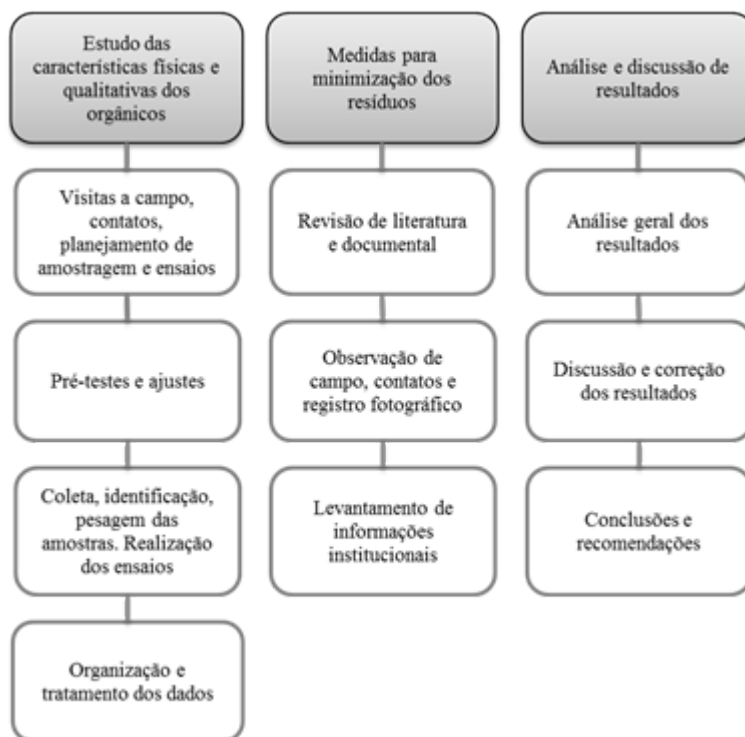 Estudo das
características físicas e
qualitativas dos
orgânicos
Visitas a campo,
contatos,
planejamento de
amostragem e ensaios
Pré-testes e ajustes
Coleta, identificação,
pesagem das
amostras. Realização
dos ensaios
Organização e
tratamento dos dados
Medidas para
minimização dos
resíduos
Revisão de literatura
e documental
Observação de
campo, contatos e
registro fotográfico
Levantamento de
informações
institucionais
Análise e discussão de
resultados
Análise geral dos
resultados
Discussão e correção
dos resultados
Conclusões e
recomendações